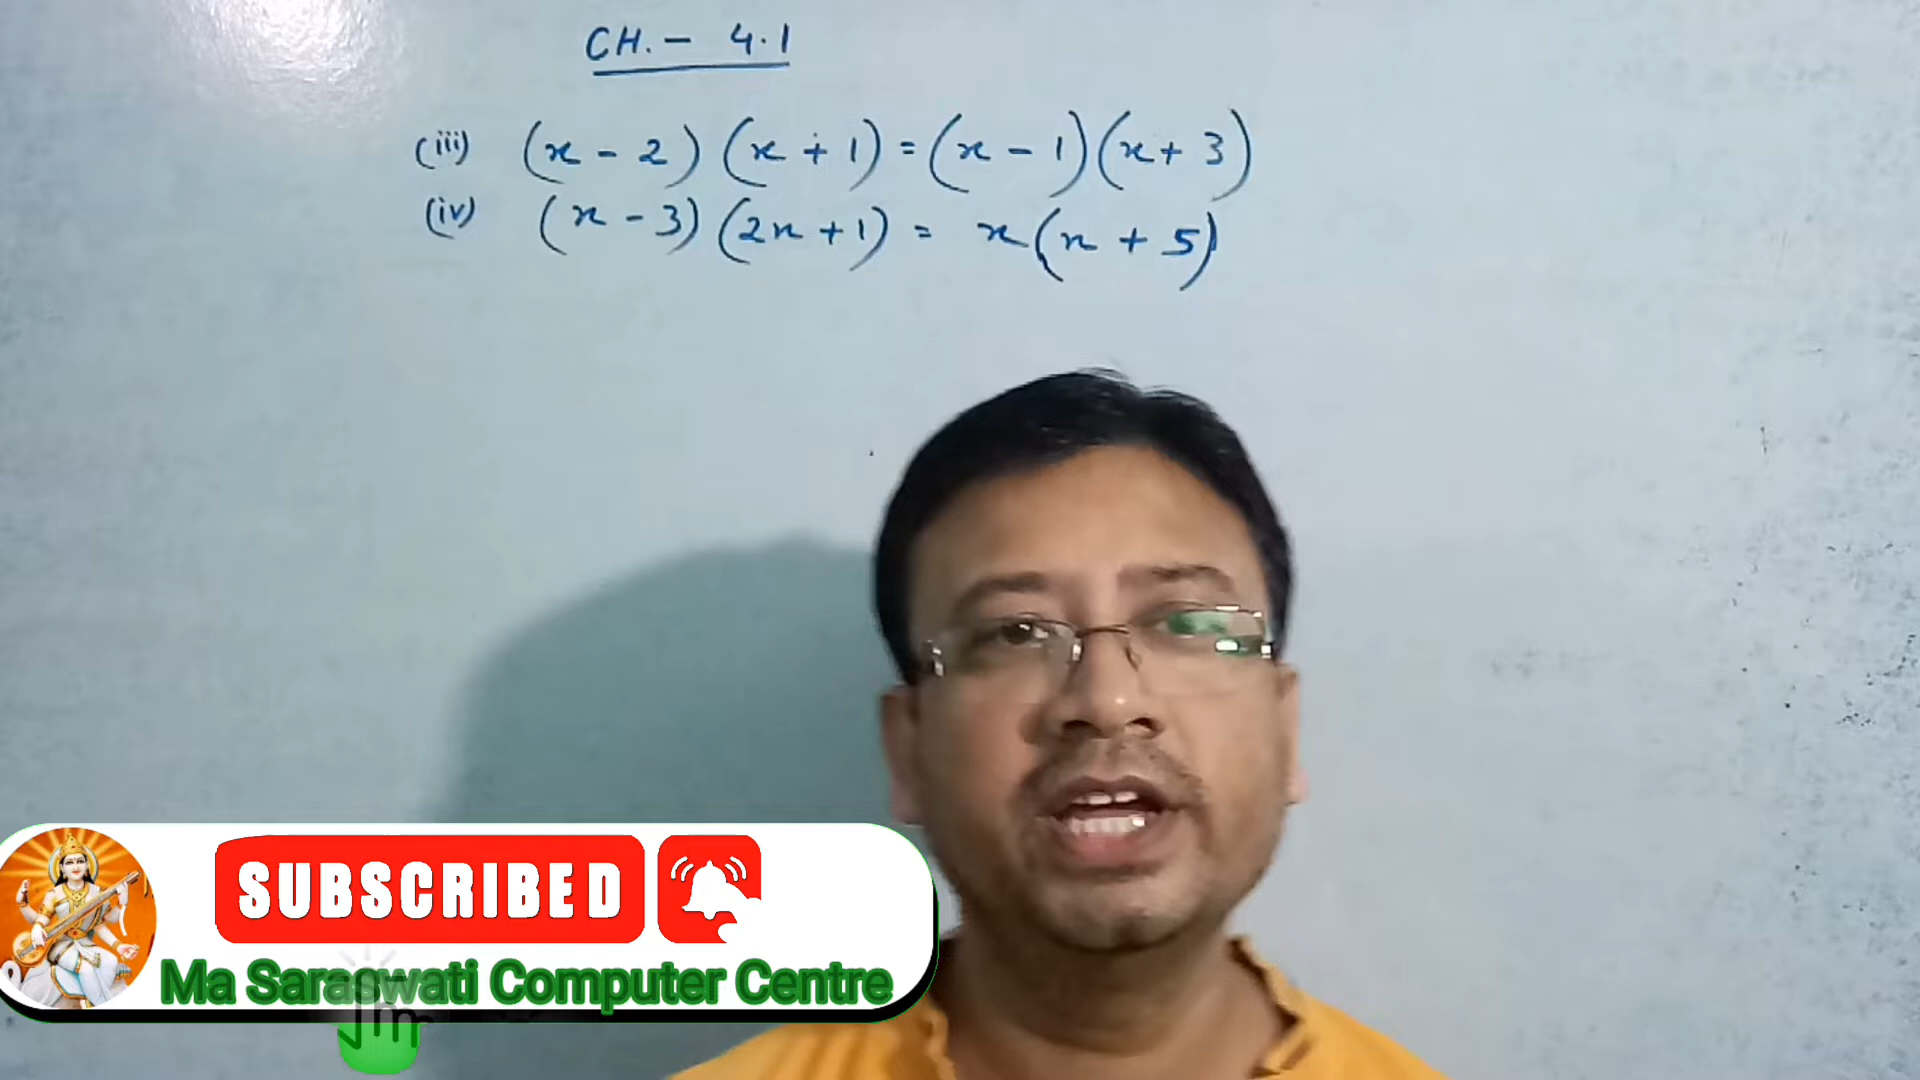 CH. - 4.1
(iii) (x - 2) (x + 1) = (x - 1) (x + 3)
(iv) (x - 3) (2x + 1) = x (x + 5)
SUBSCRIBED
Ma Saraswati Computer Centre